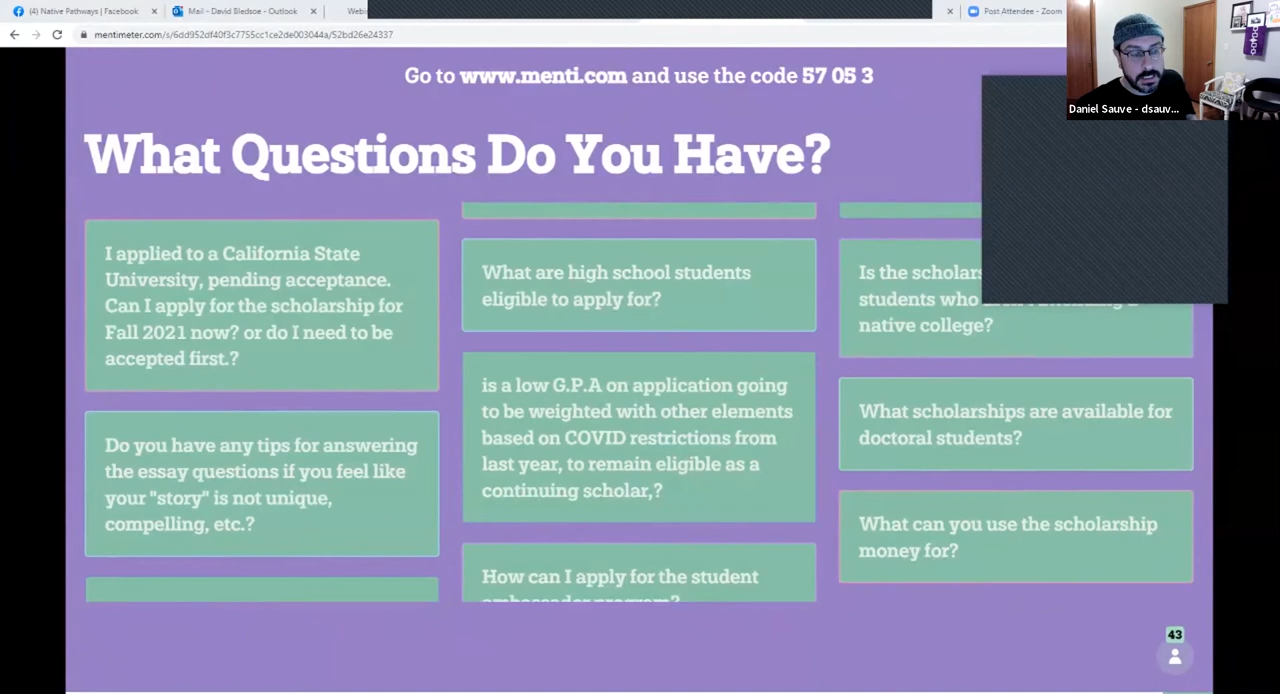 (4) Native Pathways | Facebook
Mail - David Bledsoe - Outlook
Post Attendee - Zoom
mentimeter.com/s/6dd952df40f3c7755cc1ce2de003044a/52bd26e24337
Daniel Sauve - dsauv...
Go to www.menti.com and use the code 57 05 3
What Questions Do You Have?
I applied to a California State
University, pending acceptance.
Can I apply for the scholarship for
Fall 2021 now? or do I need to be
accepted first.?
Do you have any tips for answering
the essay questions if you feel like
your "story" is not unique,
compelling, etc.?
What are high school students
eligible to apply for?
is a low G.P.A on application going
to be weighted with other elements
based on COVID restrictions from
last year, to remain eligible as a
continuing scholar,?
How can I apply for the student
ambassador program?
Is the
students who
native college?
What scholarships are available for
doctoral students?
What can you use the scholarship
money for?
43